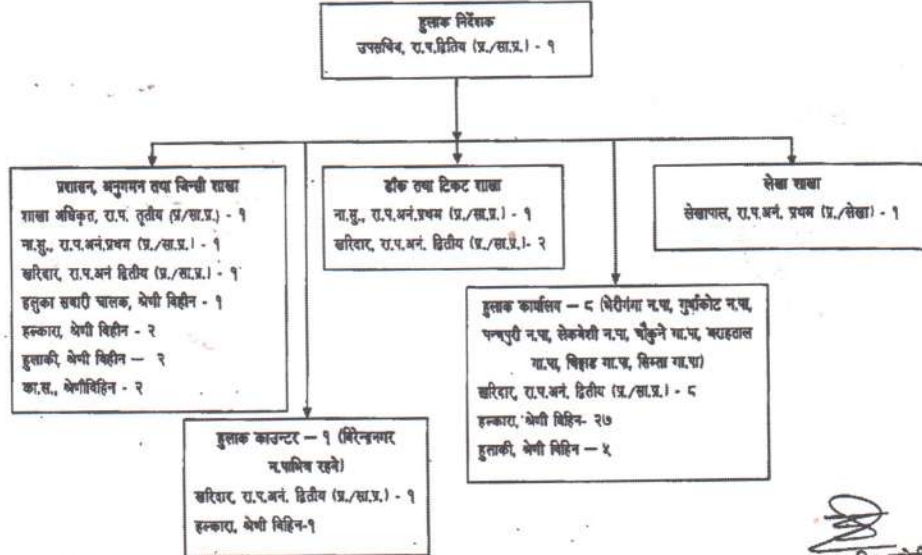 हुलाक निर्देशक
उपसचिव, रा.प.द्वितिय (प्र./सा.प्र.) - १
प्रशासन, अनुगमन तथा जिन्सी शाखा
शाखा अधिकृत, रा.प. तृतीय (प्र/सा.प्र.) - १
ना.सु., रा.प.अनं.प्रथम (प्र./सा.प्र.) - १
खरिदार, रा.प.अनं द्वितीय (प्र./सा.प्र.) - १
हलुका सवारी चालक, श्रेणी विहीन - १
हल्कारा, श्रेणी विहीन - २
हुलाकी, श्रेणी विहीन — २
का.स., श्रेणीविहिन - २
डाँक तथा टिकट शाखा
ना.सु., रा.प.अनं.प्रथम (प्र./सा.प्र.) - १
खरिदार, रा.प.अनं. द्वितीय (प्र./सा.प्र.)- २
लेखा शाखा
लेखापाल, रा.प.अनं. प्रथम (प्र./लेखा) - १
हुलाक काउन्टर — १ (बिरेन्द्रनगर
न.पाभित्र रहने)
खरिदार, रा.प.अनं. द्वितीय (प्र./सा.प्र.) - १
हल्कारा, श्रेणी विहिन-१
हुलाक कार्यालय — ८ (भेरीगंगा न.पा, गुर्भाकोट न.पा,
पन्चपुरी न.पा, लेकबेशी न.पा, चौकुने गा.पा, बराहताल
गा.पा, चिङ्गाड गा.पा, सिम्ता गा.पा)
खरिदार, रा.प.अनं. द्वितीय (प्र./सा.प्र.) - ८
हल्कारा, श्रेणी विहिन- २७
हुलाकी, श्रेणी विहिन — ५